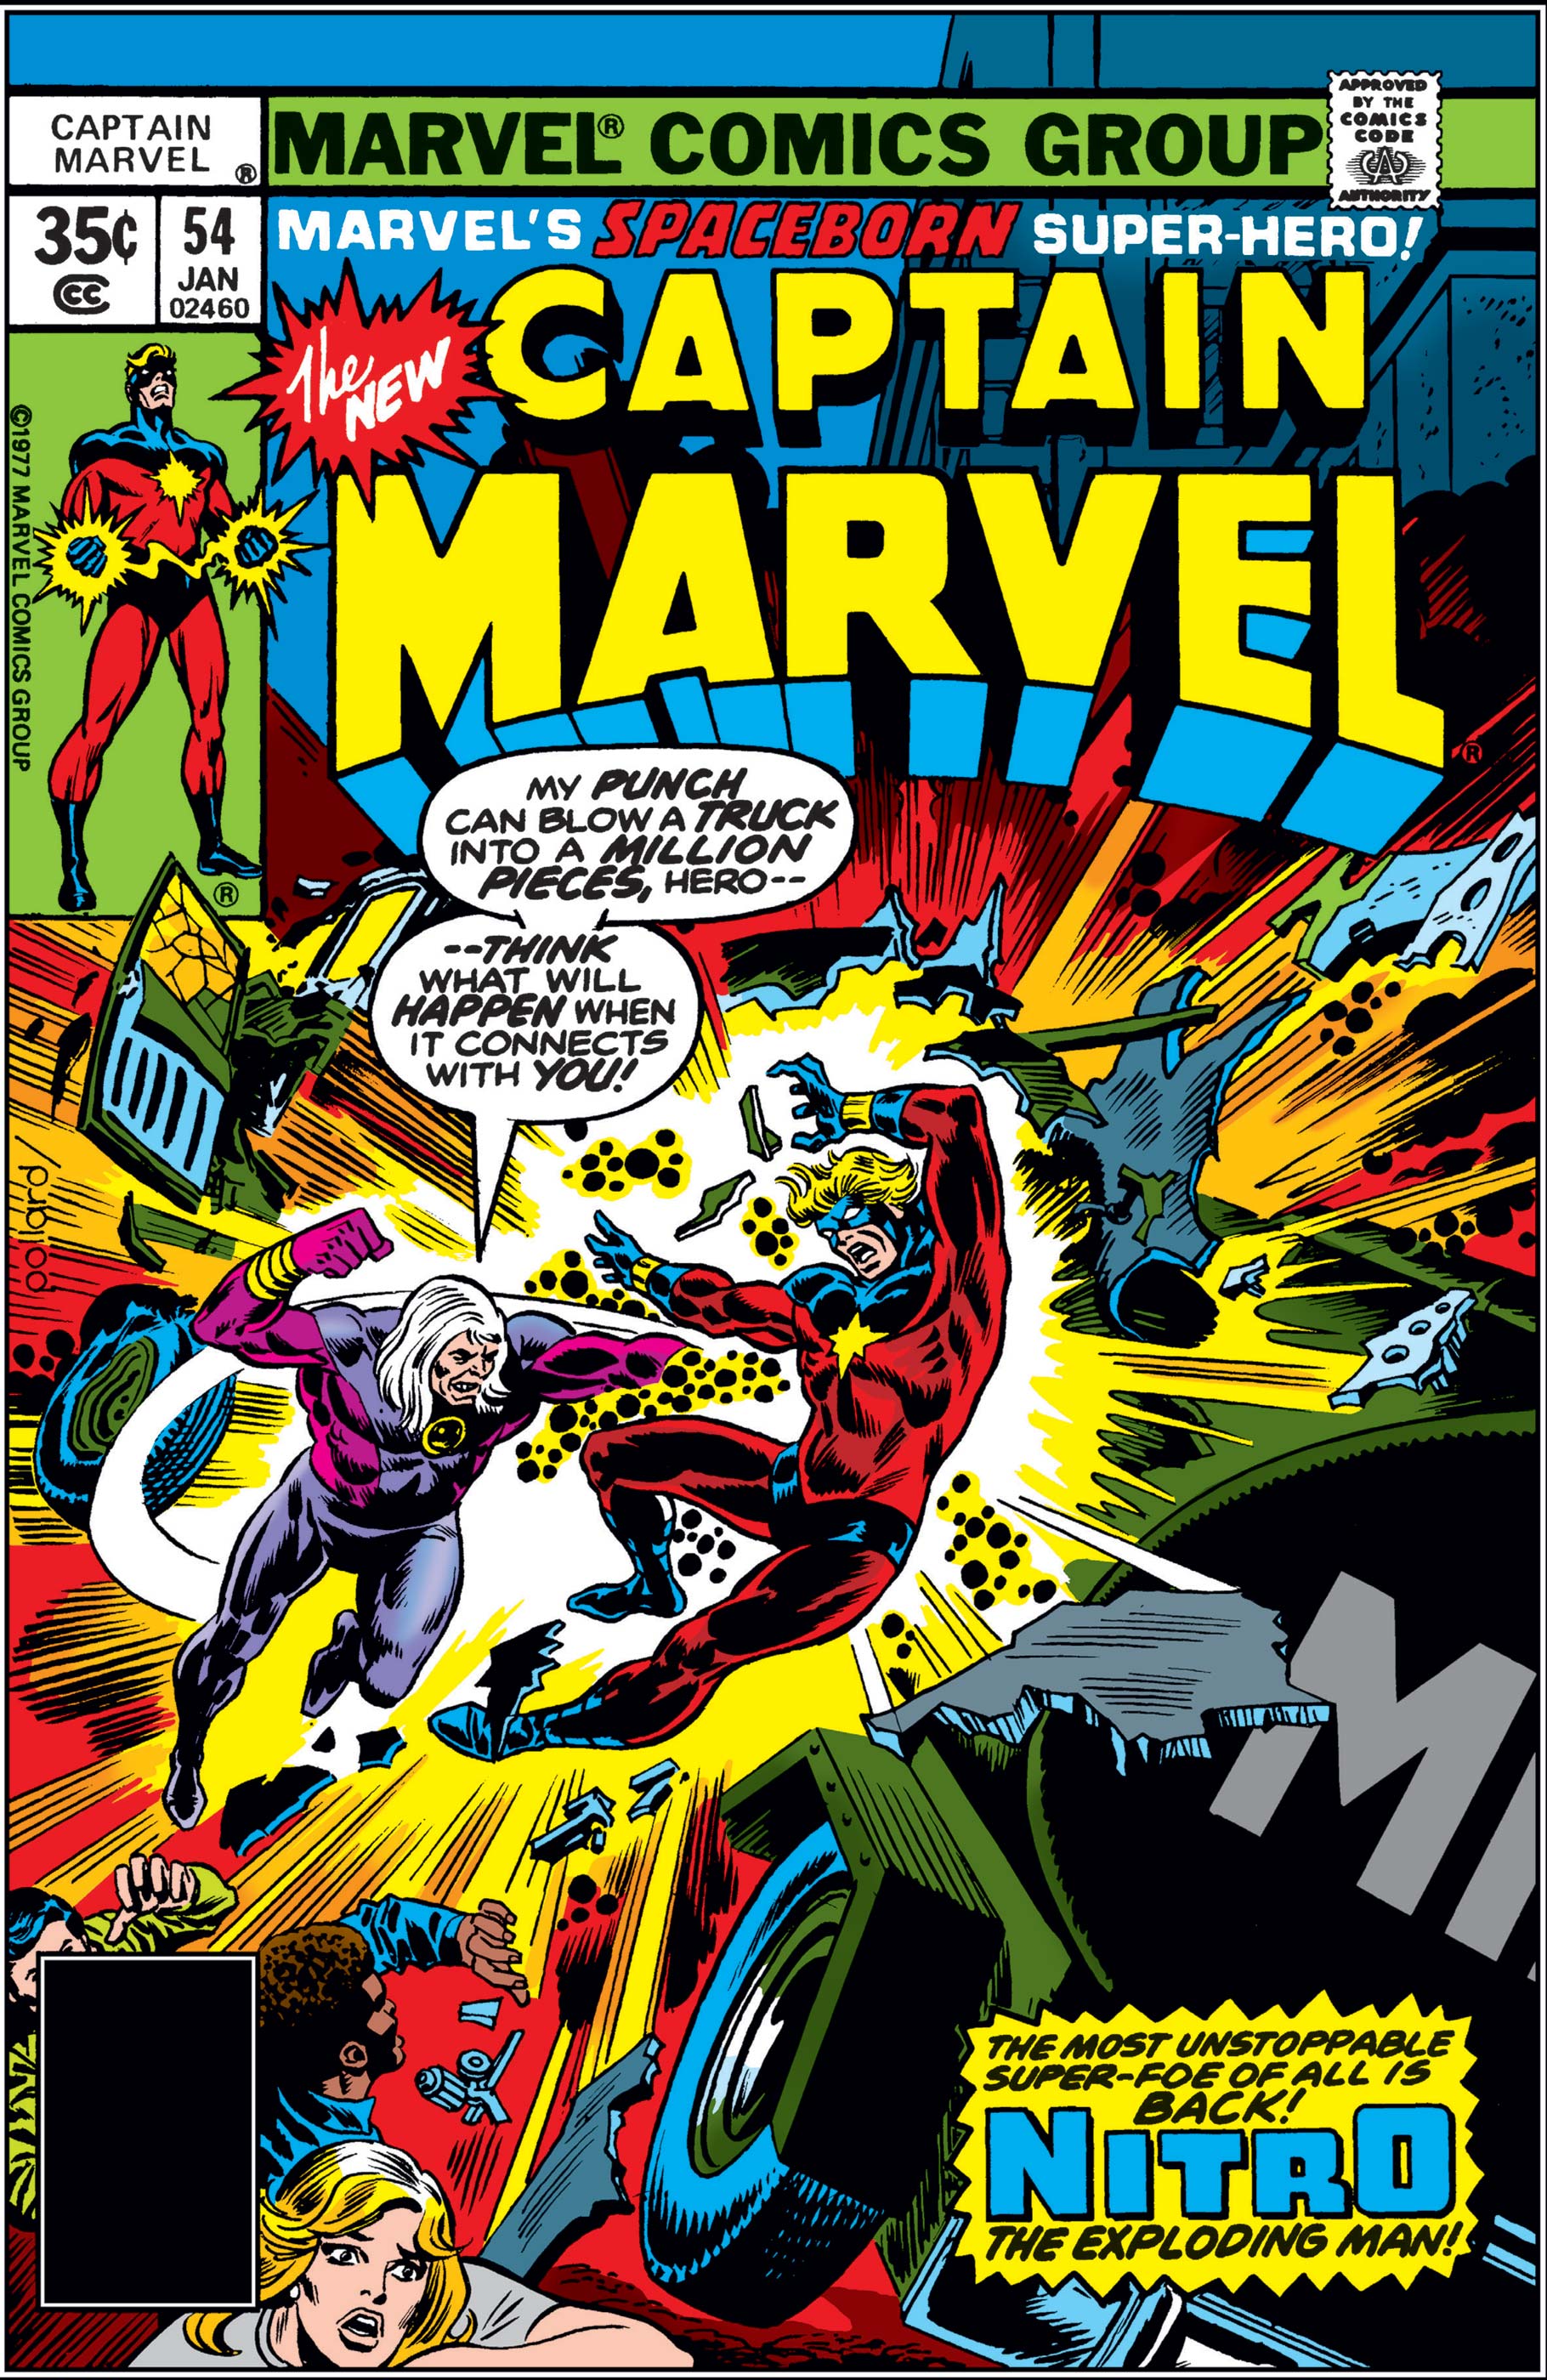 APPROVED
BY THE
COMICS
CODE
CA
AUTHORITY
CAPTAIN
MARVEL ®
MARVEL® COMICS GROUP
35¢
CC
54
JAN
02460
MARVEL'S SPACEBORN SUPER-HERO!
The
NEW
CAPTAIN
MARVEL
®
©1977 MARVEL COMICS GROUP
®
MY PUNCH
CAN BLOW A TRUCK
INTO A MILLION
PIECES, HERO--
--THINK
WHAT WILL
HAPPEN WHEN
IT CONNECTS
WITH YOU!
pollard
M
THE MOST UNSTOPPABLE
SUPER-FOE OF ALL IS
BACK!
NITRO
THE EXPLODING MAN!